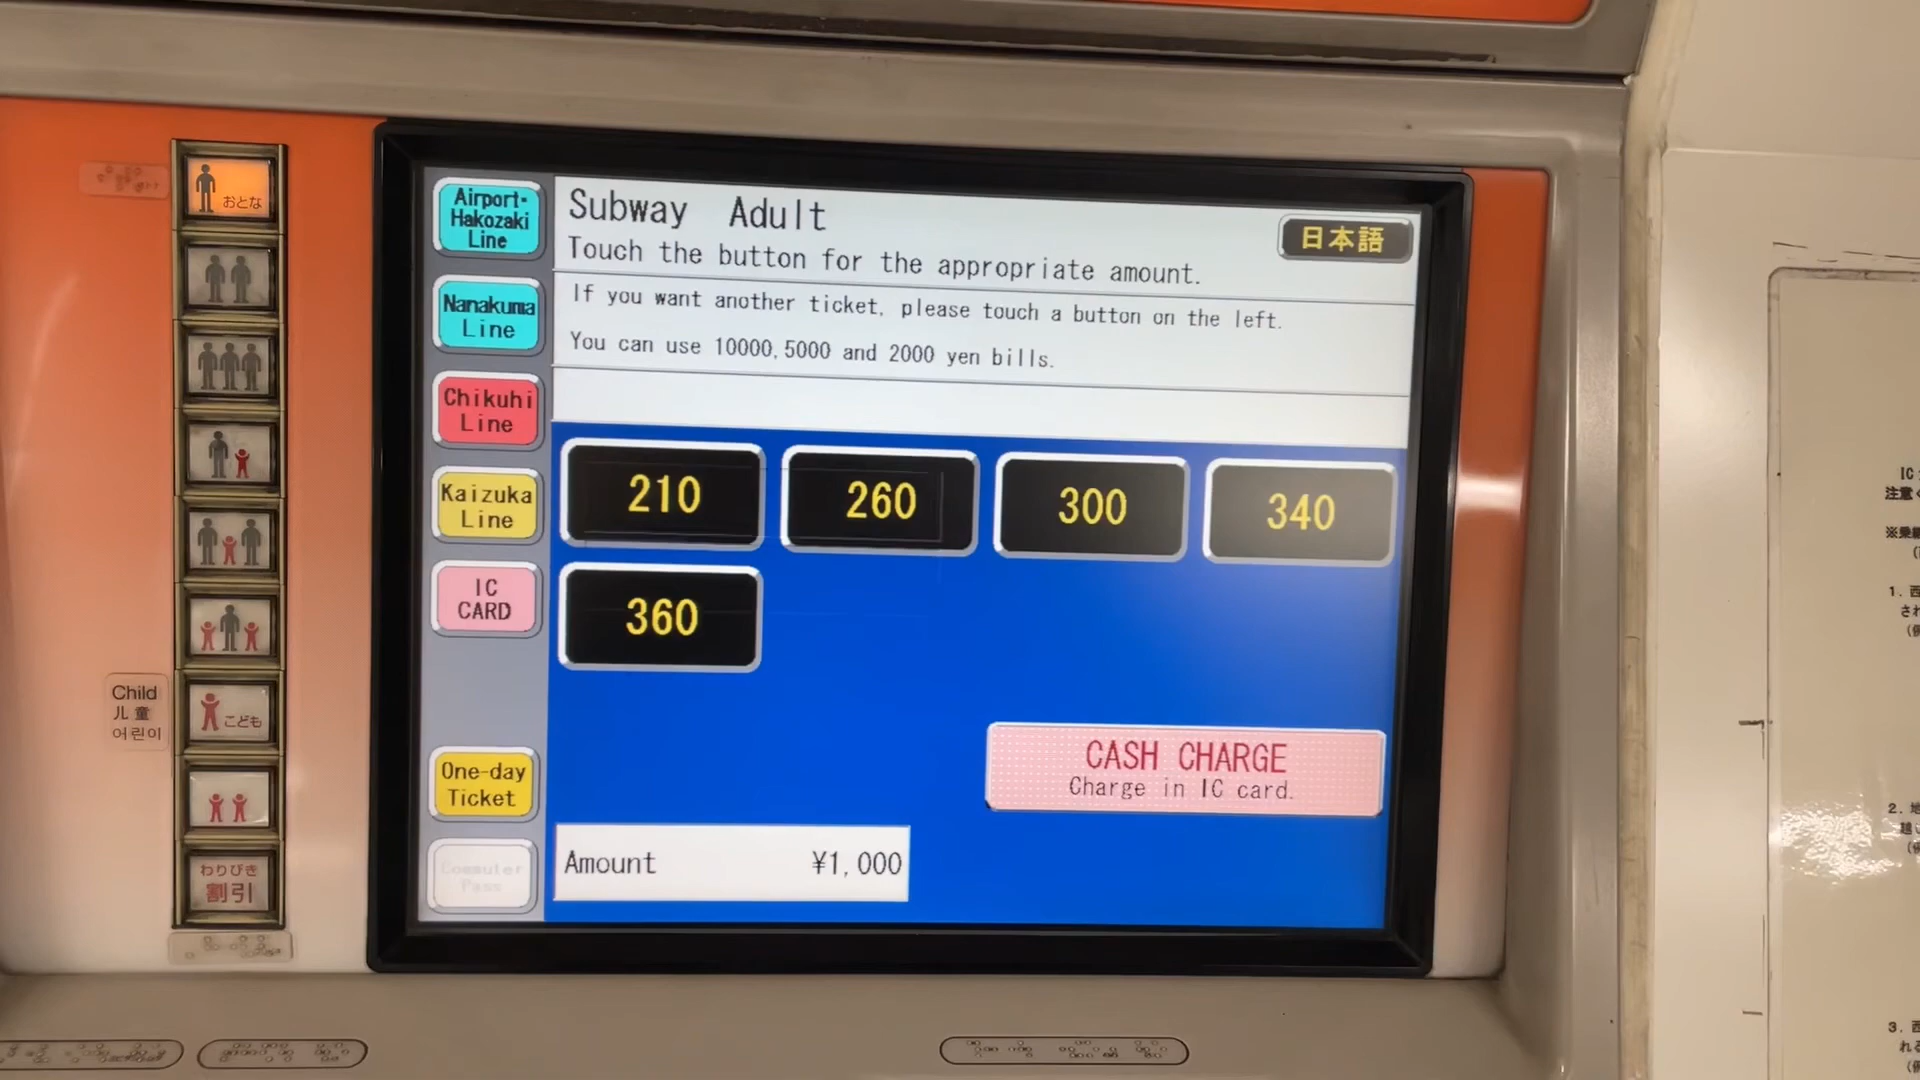 おとな
Child
儿童
어린이
こども
わりびき
割引
Airport·
Hakozaki
Line
Nanakuma
Line
Chikuhi
Line
Kaizuka
Line
IC
CARD
One-day
Ticket
Commuter
Pass
Subway Adult
日本語
Touch the button for the appropriate amount.
If you want another ticket, please touch a button on the left.
You can use 10000,5000 and 2000 yen bills.
210
260
300
340
360
CASH CHARGE
Charge in IC card.
Amount ¥1,000
IC
注意
1.
2.
3.